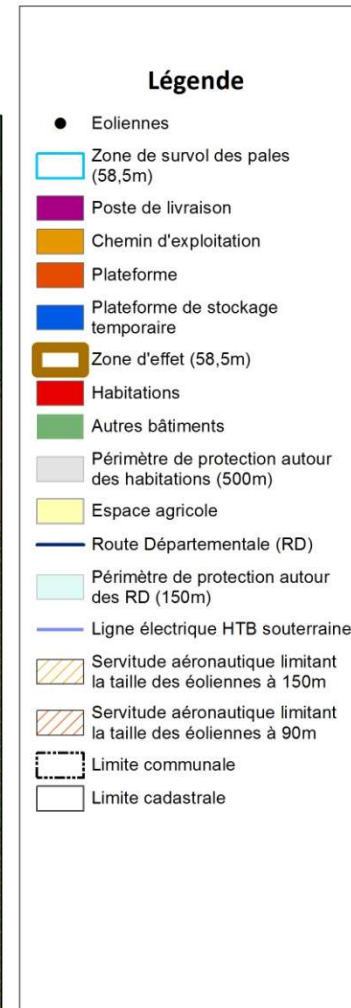 Légende
Eoliennes
Zone de survol des pales
(58,5m)
Poste de livraison
Chemin d'exploitation
Plateforme
Plateforme de stockage
temporaire
Zone d'effet (58,5m)
Habitations
Autres bâtiments
Périmètre de protection autour
des habitations (500m)
Espace agricole
Route Départementale (RD)
Périmètre de protection autour
des RD (150m)
Ligne électrique HTB souterraine
Servitude aéronautique limitant
la taille des éoliennes à 150m
Servitude aéronautique limitant
la taille des éoliennes à 90m
Limite communale
Limite cadastrale